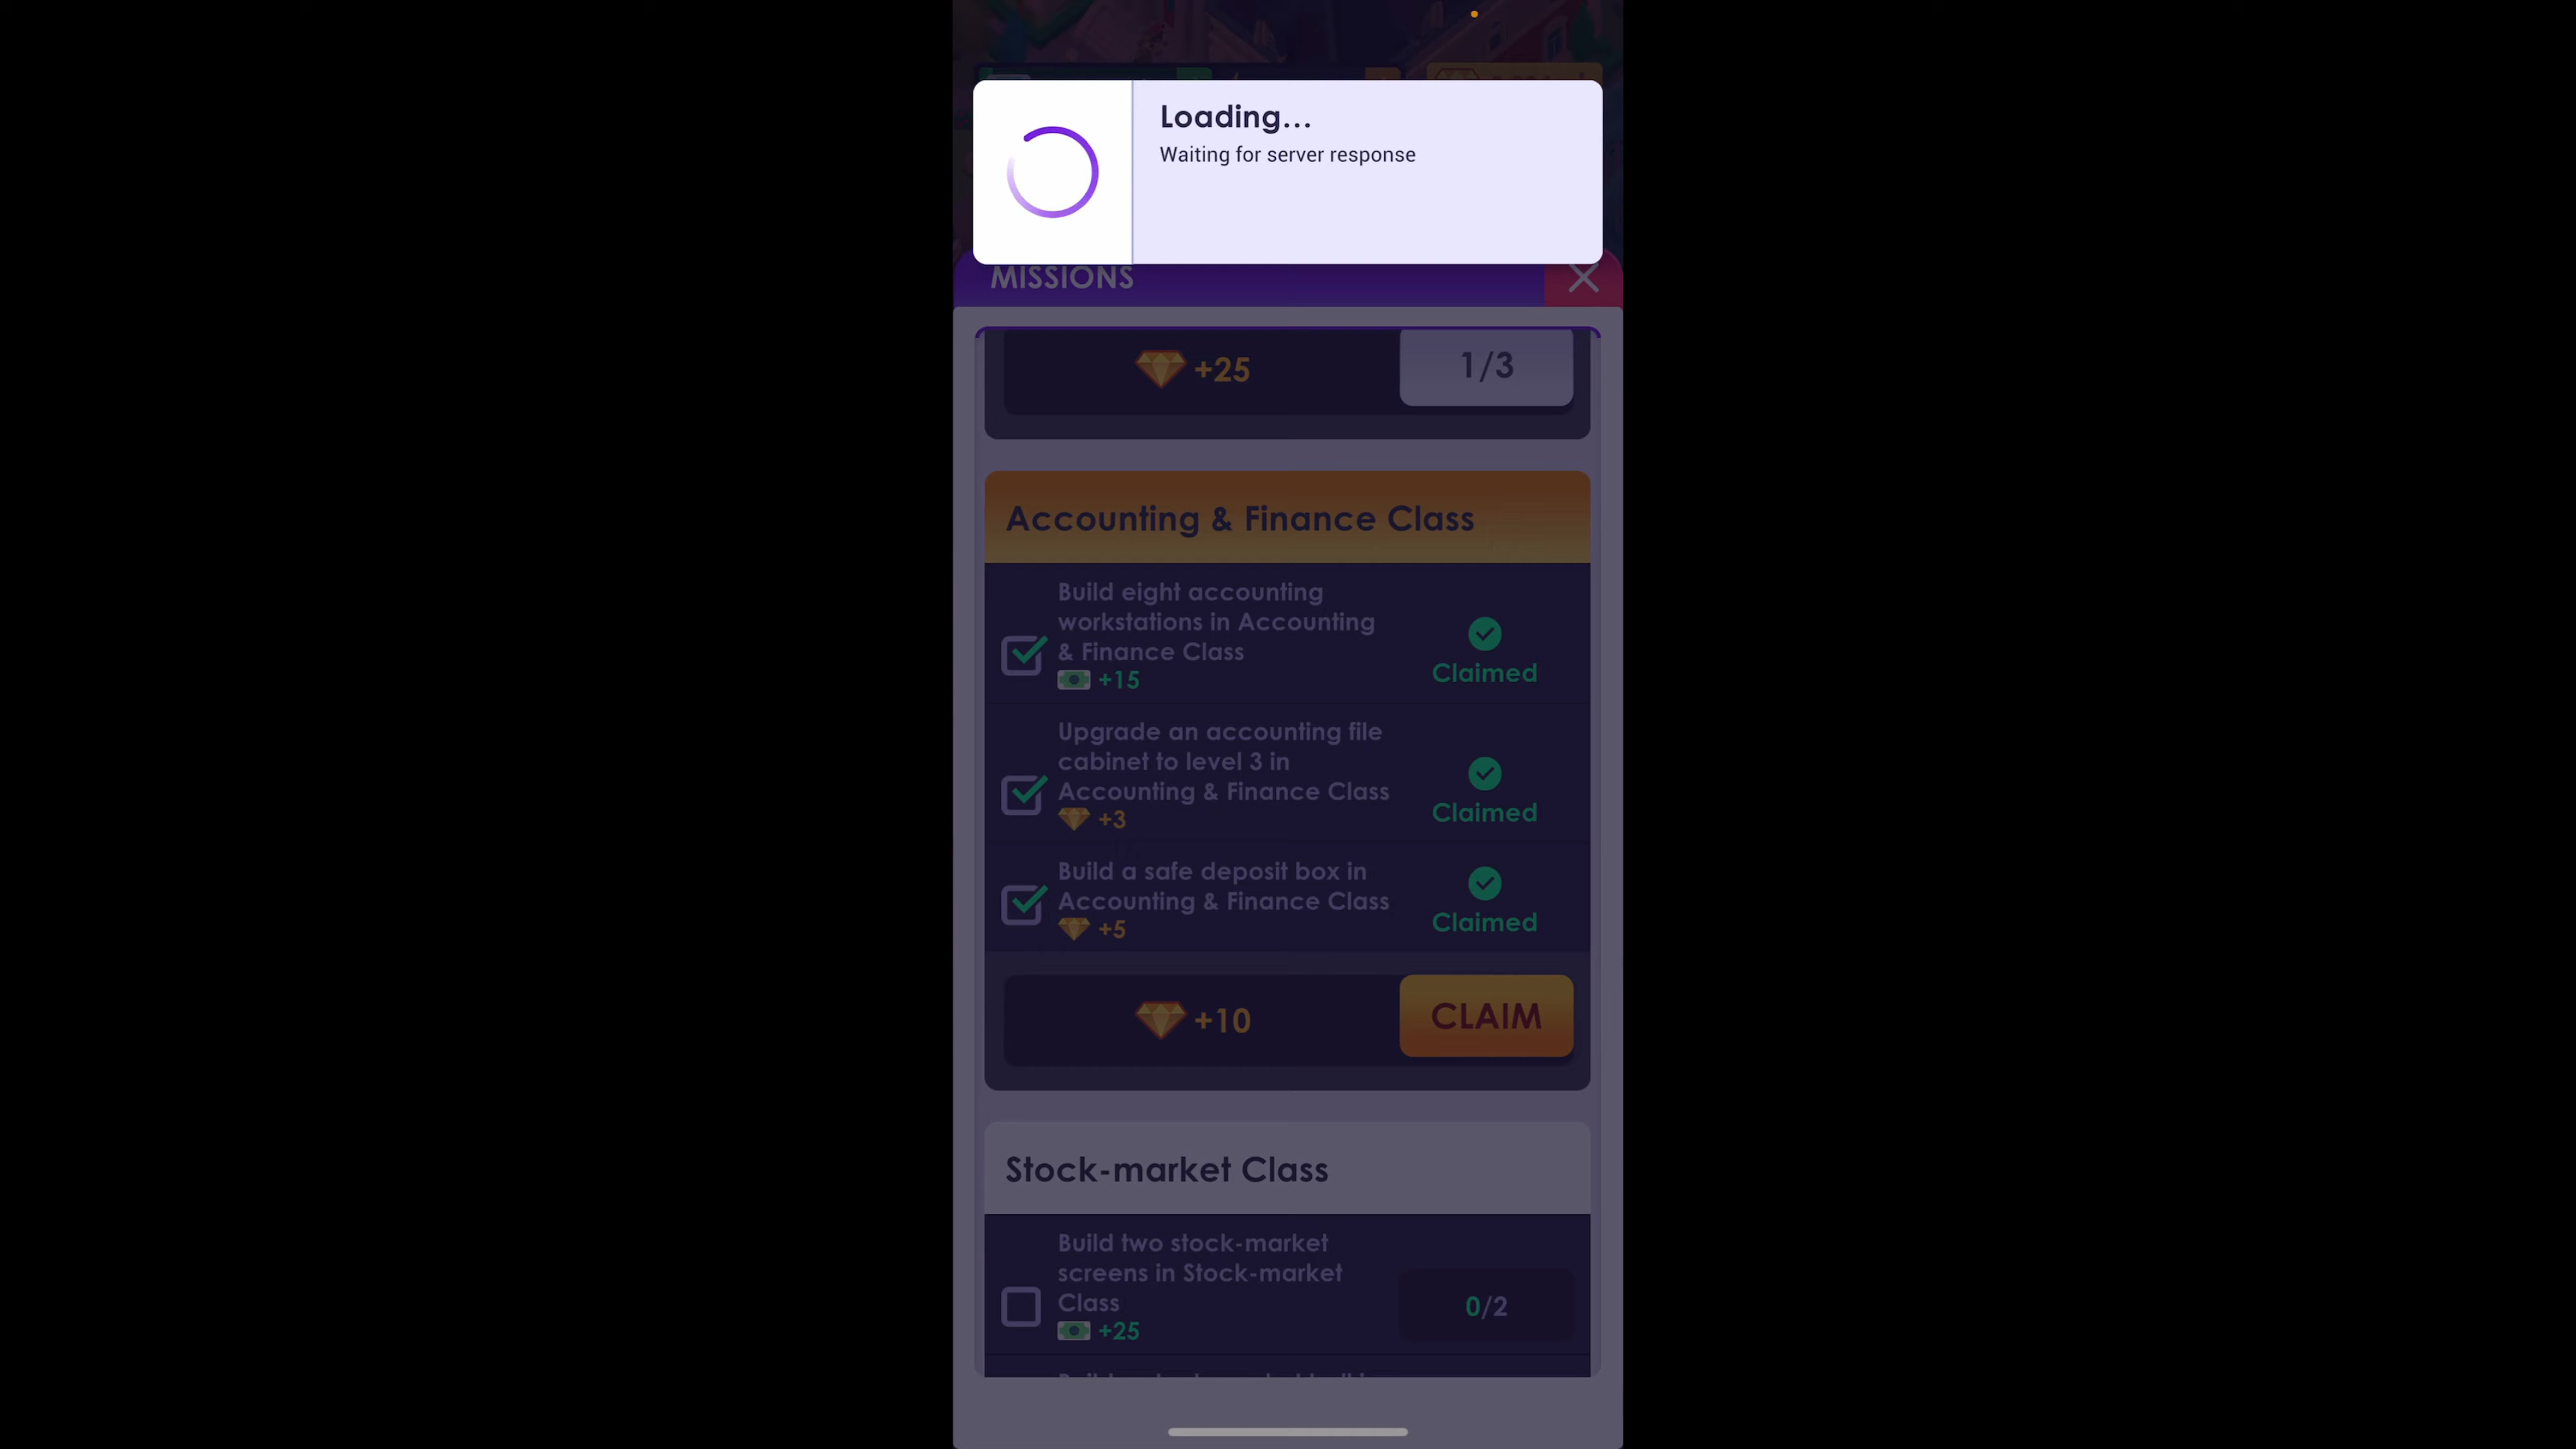 Loading...
Waiting for server response
MISSIONS
+25
1/3
Accounting & Finance Class
Build eight accounting
workstations in Accounting
& Finance Class
+15
Claimed
Upgrade an accounting file
cabinet to level 3 in
Accounting & Finance Class
+3
Claimed
Build a safe deposit box in
Accounting & Finance Class
+5
Claimed
+10
CLAIM
Stock-market Class
Build two stock-market
screens in Stock-market
Class
+25
0/2